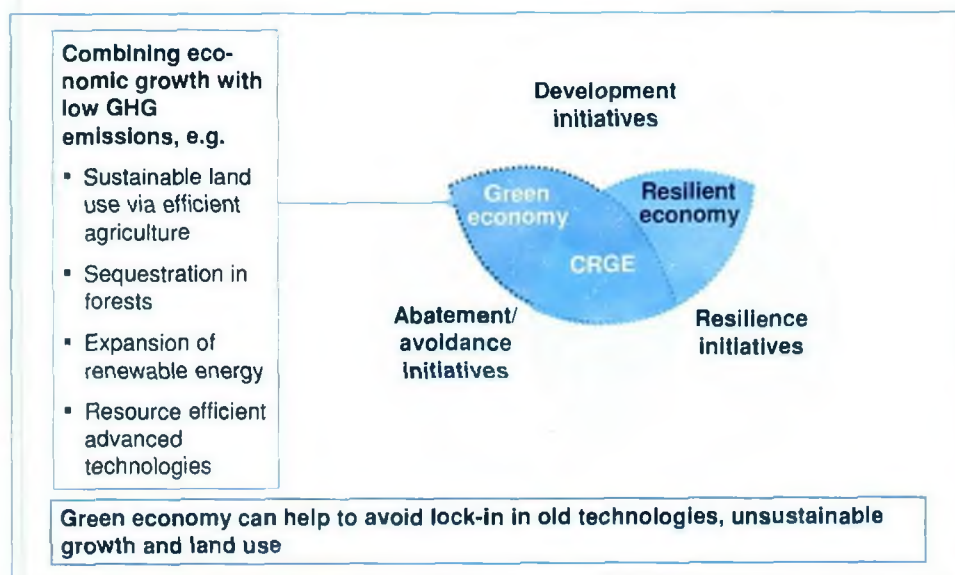 Combining eco-
nomic growth with
low GHG
emissions, e.g.
▪ Sustainable land
use via efficient
agriculture
▪ Sequestration in
forests
▪ Expansion of
renewable energy
▪ Resource efficient
advanced
technologies
Development
initiatives
Green
economy
Resilient
economy
CRGE
Abatement/
avoidance
initiatives
Resilience
initiatives
Green economy can help to avoid lock-in in old technologies, unsustainable
growth and land use